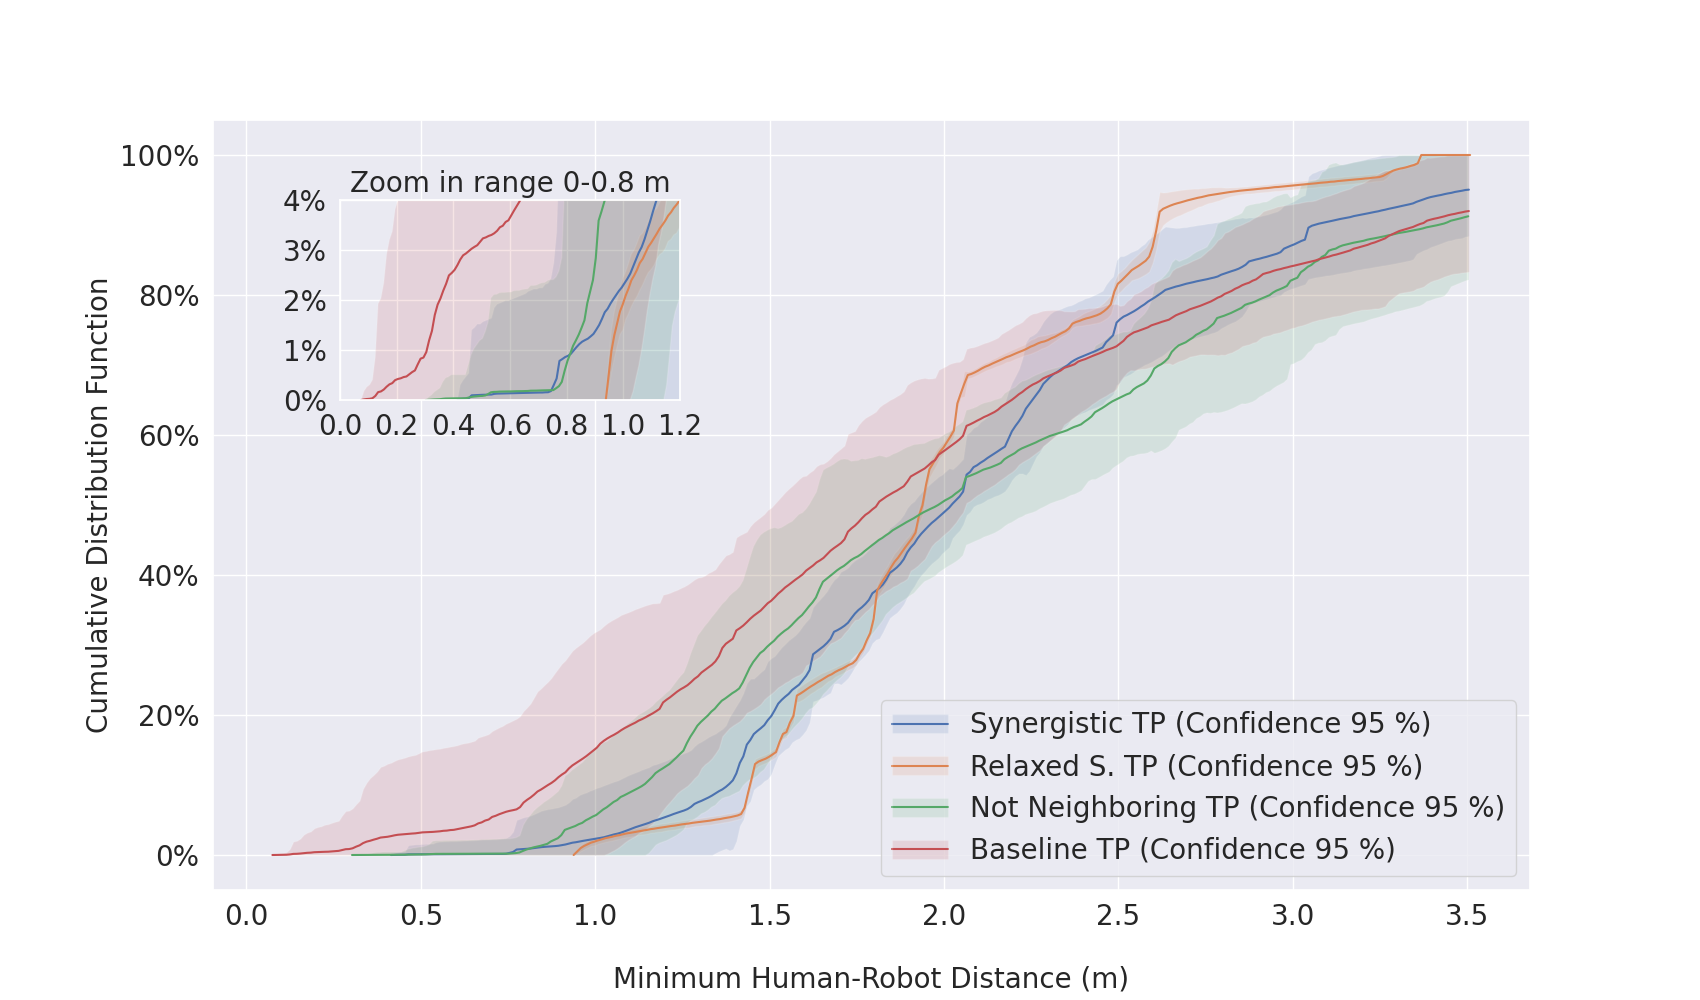 Zoom in range 0-0.8 m
4%
3%
2%
1%
0%
0.0 0.2 0.4 0.6 0.8 1.0 1.2
100%
80%
60%
40%
20%
0%
Cumulative Distribution Function
Synergistic TP (Confidence 95 %)
Relaxed S. TP (Confidence 95 %)
Not Neighboring TP (Confidence 95 %)
Baseline TP (Confidence 95 %)
0.0 0.5 1.0 1.5 2.0 2.5 3.0 3.5
Minimum Human-Robot Distance (m)